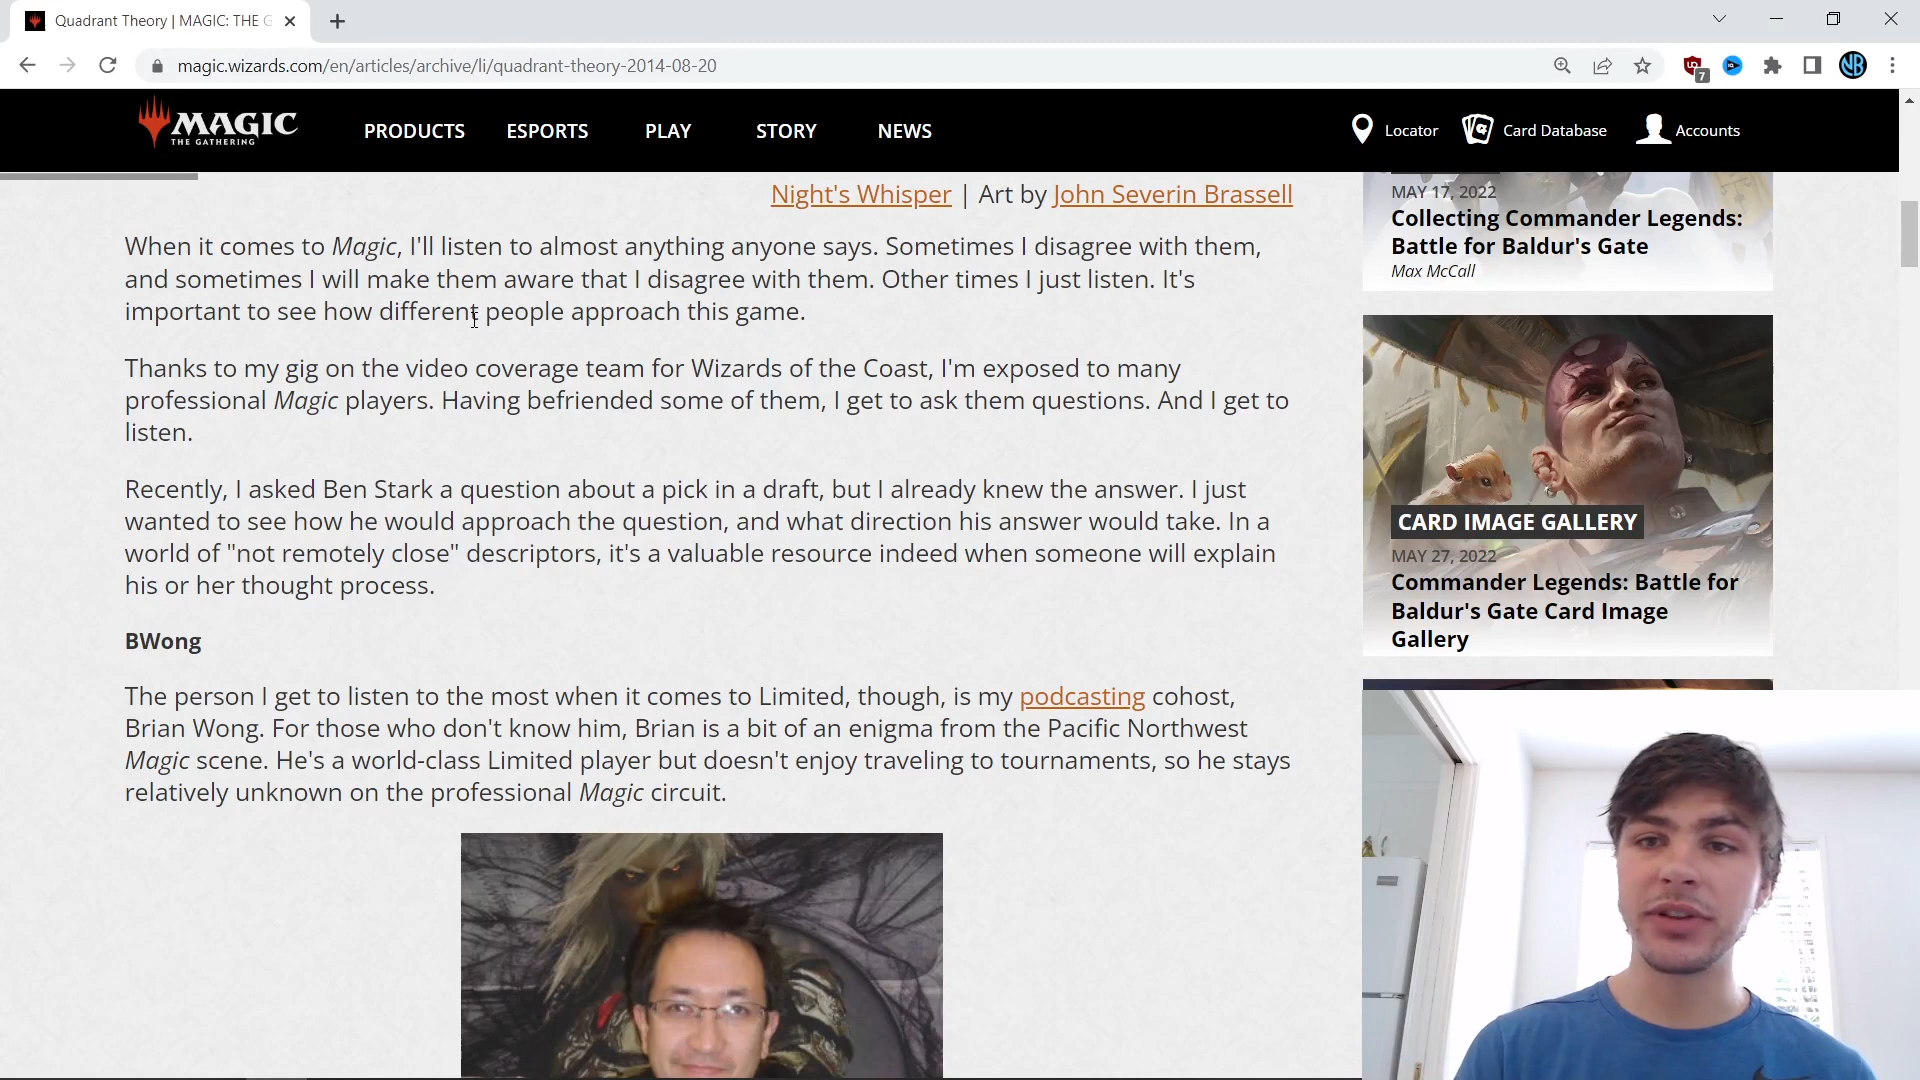 Quadrant Theory | MAGIC: THE G
magic.wizards.com/en/articles/archive/li/quadrant-theory-2014-08-20
7
NB
MAGIC
THE GATHERING
PRODUCTS
ESPORTS
PLAY
STORY
NEWS
Locator
Card Database
Accounts
Night's Whisper | Art by John Severin Brassell
When it comes to Magic, I'll listen to almost anything anyone says. Sometimes I disagree with them,
and sometimes I will make them aware that I disagree with them. Other times I just listen. It's
important to see how different people approach this game.
Thanks to my gig on the video coverage team for Wizards of the Coast, I'm exposed to many
professional Magic players. Having befriended some of them, I get to ask them questions. And I get to
listen.
Recently, I asked Ben Stark a question about a pick in a draft, but I already knew the answer. I just
wanted to see how he would approach the question, and what direction his answer would take. In a
world of "not remotely close" descriptors, it's a valuable resource indeed when someone will explain
his or her thought process.
BWong
The person I get to listen to the most when it comes to Limited, though, is my podcasting cohost,
Brian Wong. For those who don't know him, Brian is a bit of an enigma from the Pacific Northwest
Magic scene. He's a world-class Limited player but doesn't enjoy traveling to tournaments, so he stays
relatively unknown on the professional Magic circuit.
MAY 17, 2022
Collecting Commander Legends:
Battle for Baldur's Gate
Max McCall
CARD IMAGE GALLERY
MAY 27, 2022
Commander Legends: Battle for
Baldur's Gate Card Image
Gallery